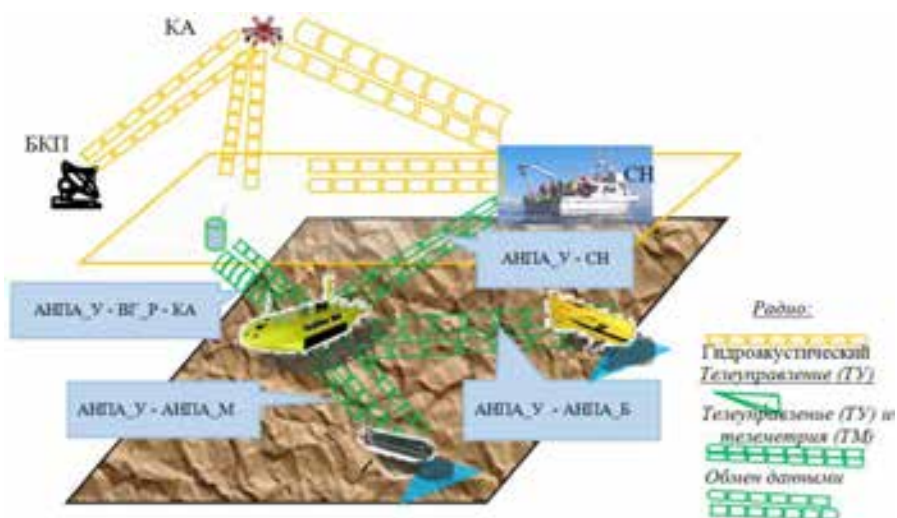 КА
БКП
СН
АНПА_У - СН
АНПА_У - ВГ_Р - КА
АНПА_У - АНПА_М
АНПА_У - АНПА_Б
Радио:
Гидроакустический
Телеуправление (ТУ)
Телеуправление (ТУ) и
телеметрия (ТМ)
Обмен данными